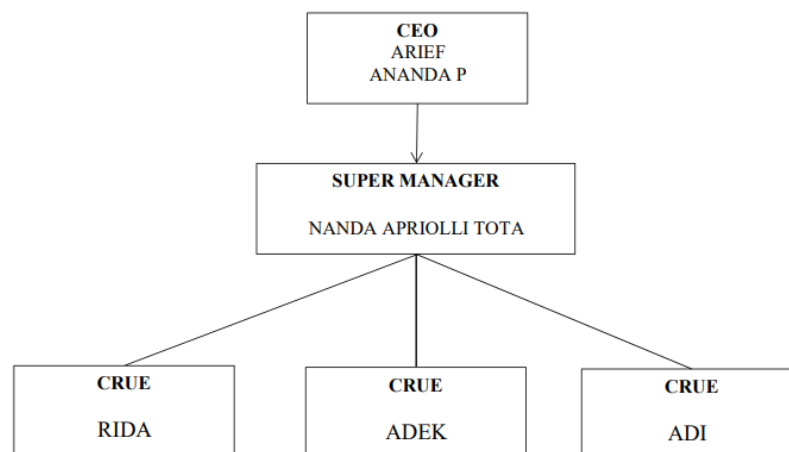 CEO
ARIEF
ANANDA P
SUPER MANAGER
NANDA APRIOLLI TOTA
CRUE
RIDA
CRUE
ADEK
CRUE
ADI